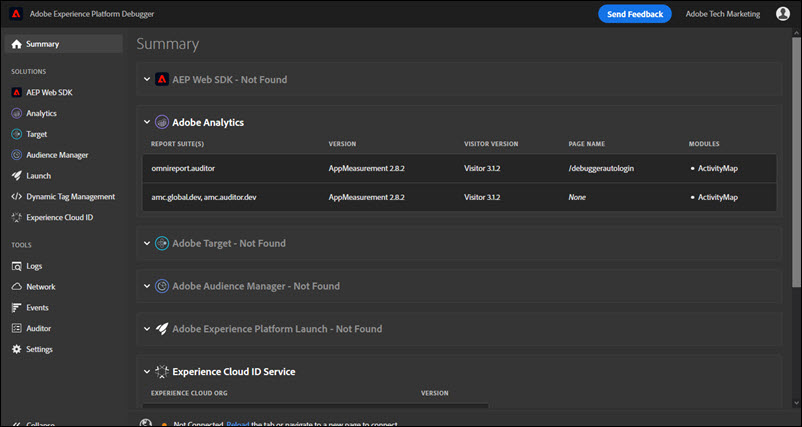 Adobe Experience Platform Debugger
Send Feedback
Adobe Tech Marketing
Summary
SOLUTIONS
AEP Web SDK
Analytics
Target
Audience Manager
Launch
Dynamic Tag Management
Experience Cloud ID
TOOLS
Logs
Network
Events
Auditor
Settings
Collapse
Summary
AEP Web SDK - Not Found
Adobe Analytics
REPORT SUITE(S) VERSION VISITOR VERSION PAGE NAME MODULES
omnireport.auditor AppMeasurement 2.8.2 Visitor 3.1.2 /debuggerautologin • ActivityMap
amc.global.dev, amc.auditor.dev AppMeasurement 2.8.2 Visitor 3.1.2 None • ActivityMap
Adobe Target - Not Found
Adobe Audience Manager - Not Found
Adobe Experience Platform Launch - Not Found
Experience Cloud ID Service
EXPERIENCE CLOUD ORG VERSION
Not Connected. Reload the tab or navigate to a new page to connect.